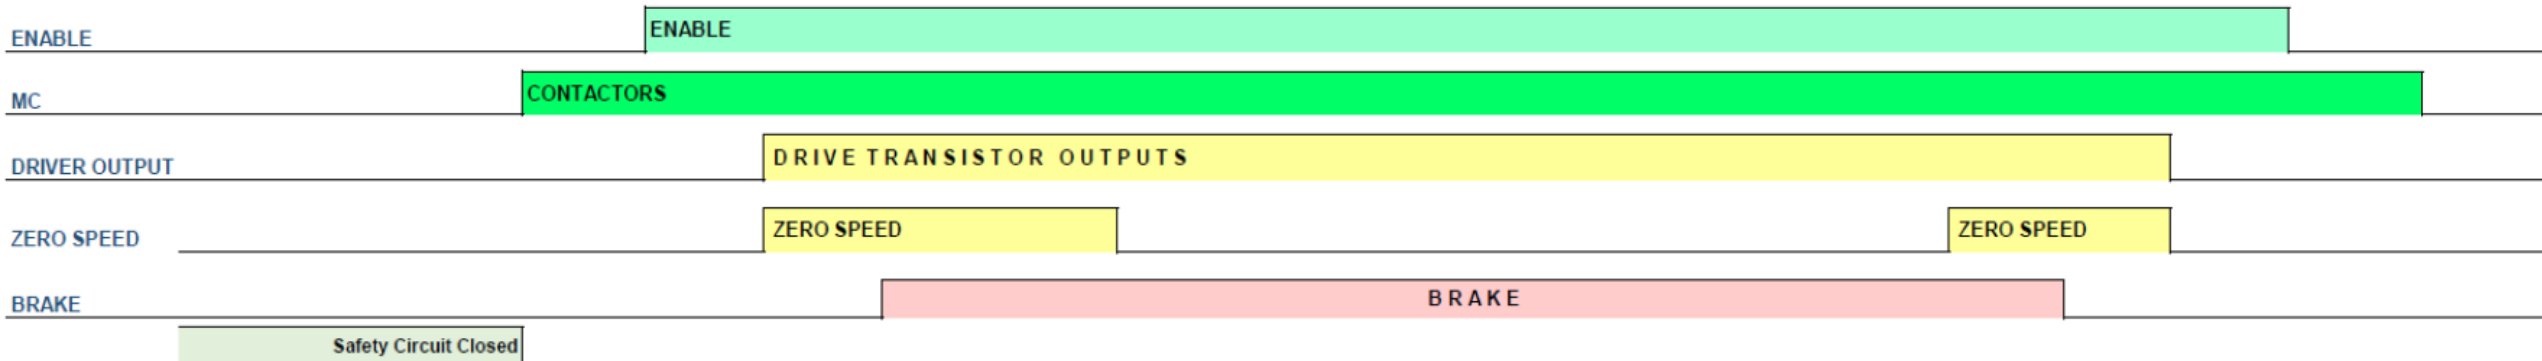 ENABLE
ENABLE
MC
CONTACTORS
DRIVER OUTPUT
DRIVE TRANSISTOR OUTPUTS
ZERO SPEED
ZERO SPEED
ZERO SPEED
BRAKE
BRAKE
Safety Circuit Closed